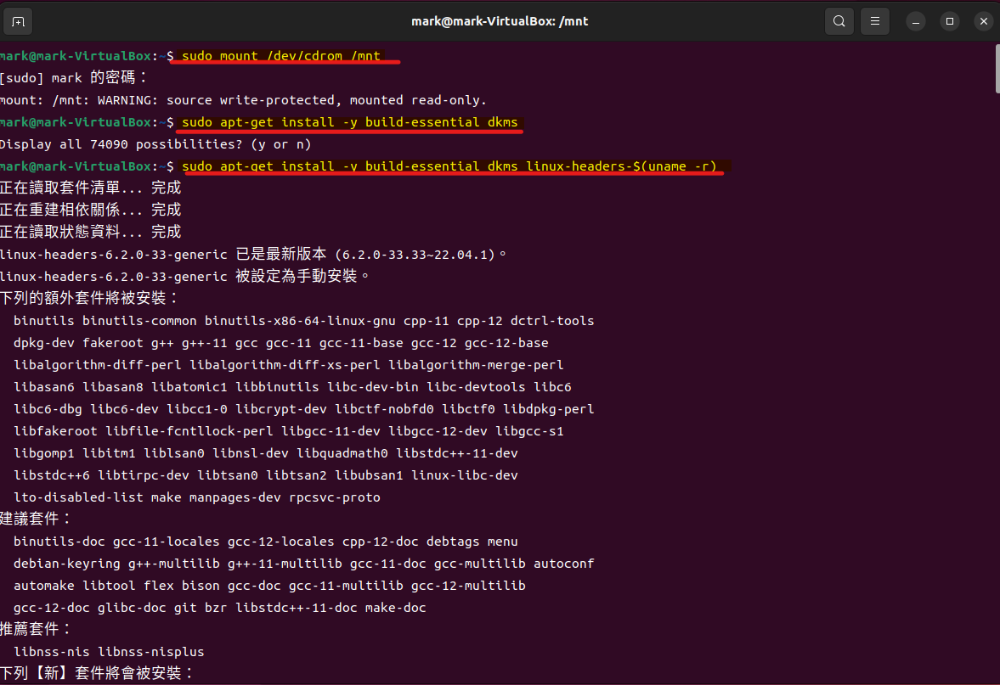 mark@mark-VirtualBox: /mnt
mark@mark-VirtualBox:~$ sudo mount /dev/cdrom /mnt
[sudo] mark 的密碼：
mount: /mnt: WARNING: source write-protected, mounted read-only.
mark@mark-VirtualBox:~$ sudo apt-get install -y build-essential dkms
Display all 74090 possibilities? (y or n)
mark@mark-VirtualBox:~$ sudo apt-get install -y build-essential dkms linux-headers-$(uname -r)
正在讀取套件清單... 完成
正在重建相依關係... 完成
正在讀取狀態資料... 完成
linux-headers-6.2.0-33-generic 已是最新版本 (6.2.0-33.33~22.04.1)。
linux-headers-6.2.0-33-generic 被設定為手動安裝。
下列的額外套件將被安裝：
binutils binutils-common binutils-x86-64-linux-gnu cpp-11 cpp-12 dctrl-tools
dpkg-dev fakeroot g++ g++-11 gcc gcc-11 gcc-11-base gcc-12 gcc-12-base
libalgorithm-diff-perl libalgorithm-diff-xs-perl libalgorithm-merge-perl
libasan6 libasan8 libatomic1 libbinutils libc-dev-bin libc-devtools libc6
libc6-dbg libc6-dev libcc1-0 libcrypt-dev libctf-nobfd0 libctf0 libdpkg-perl
libfakeroot libfile-fcntllock-perl libgcc-11-dev libgcc-12-dev libgcc-s1
libgomp1 libitm1 liblsan0 libnsl-dev libquadmath0 libstdc++-11-dev
libstdc++6 libtirpc-dev libtsan0 libtsan2 libubsan1 linux-libc-dev
lto-disabled-list make manpages-dev rpcsvc-proto
建議套件：
binutils-doc gcc-11-locales gcc-12-locales cpp-12-doc debtags menu
debian-keyring g++-multilib g++-11-multilib gcc-11-doc gcc-multilib autoconf
automake libtool flex bison gcc-doc gcc-11-multilib gcc-12-multilib
gcc-12-doc glibc-doc git bzr libstdc++-11-doc make-doc
推薦套件：
libnss-nis libnss-nisplus
下列【新】套件將會被安裝：